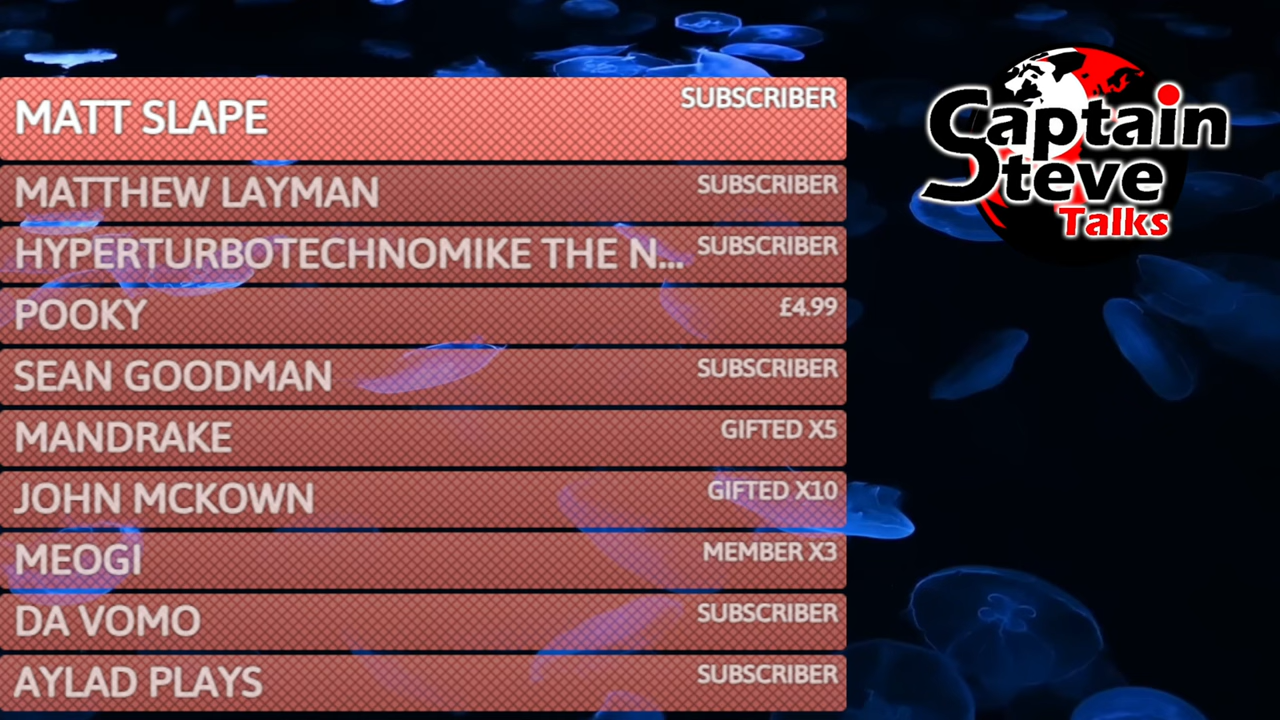 MATT SLAPE SUBSCRIBER
MATTHEW LAYMAN SUBSCRIBER
HYPERTURBOTECHNOMIKE THE N... SUBSCRIBER
POOKY £4.99
SEAN GOODMAN SUBSCRIBER
MANDRAKE GIFTED X5
JOHN MCKOWN GIFTED X10
MEOGI MEMBER X3
DA VOMO SUBSCRIBER
AYLAD PLAYS SUBSCRIBER
Captain
Steve
Talks